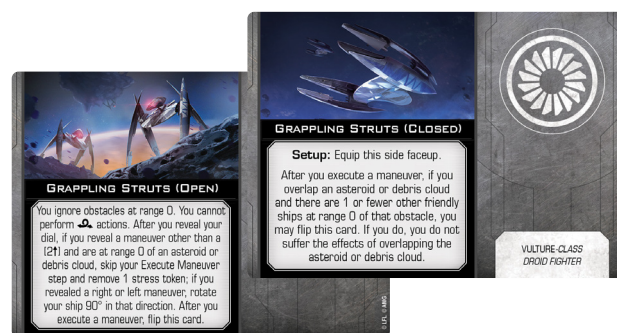 GRAPPLING STRUTS (CLOSED)
Setup: Equip this side faceup.
After you execute a maneuver, if you
overlap an asteroid or debris cloud
and there are 1 or fewer other friendly
ships at range 0 of that obstacle, you
may flip this card. If you do, you do not
suffer the effects of overlapping the
asteroid or debris cloud.
VULTURE-CLASS
DROID FIGHTER
GRAPPLING STRUTS (OPEN)
You ignore obstacles at range 0. You cannot
perform actions. After you reveal your
dial, if you reveal a maneuver other than a
[2↑] and are at range 0 of an asteroid or
debris cloud, skip your Execute Maneuver
step and remove 1 stress token; if you
revealed a right or left maneuver, rotate
your ship 90° in that direction. After you
execute a maneuver, flip this card.
© LFL © AMG